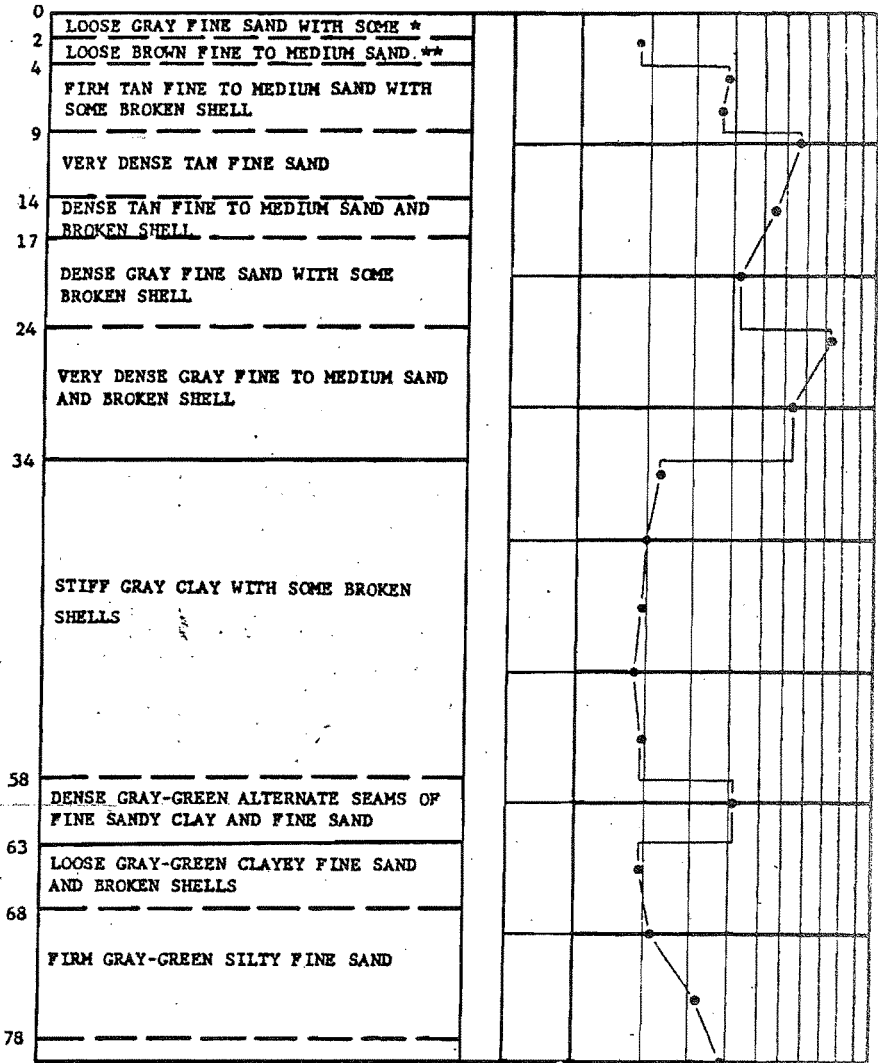 0
LOOSE GRAY FINE SAND WITH SOME *
2
LOOSE BROWN FINE TO MEDIUM SAND.**
4
FIRM TAN FINE TO MEDIUM SAND WITH
SOME BROKEN SHELL
9
VERY DENSE TAN FINE SAND
14
DENSE TAN FINE TO MEDIUM SAND AND
BROKEN SHELL
17
DENSE GRAY FINE SAND WITH SOME
BROKEN SHELL
24
VERY DENSE GRAY FINE TO MEDIUM SAND
AND BROKEN SHELL
34
STIFF GRAY CLAY WITH SOME BROKEN
SHELLS
58
DENSE GRAY-GREEN ALTERNATE SEAMS OF
FINE SANDY CLAY AND FINE SAND
63
LOOSE GRAY-GREEN CLAYEY FINE SAND
AND BROKEN SHELLS
68
FIRM GRAY-GREEN SILTY FINE SAND
78